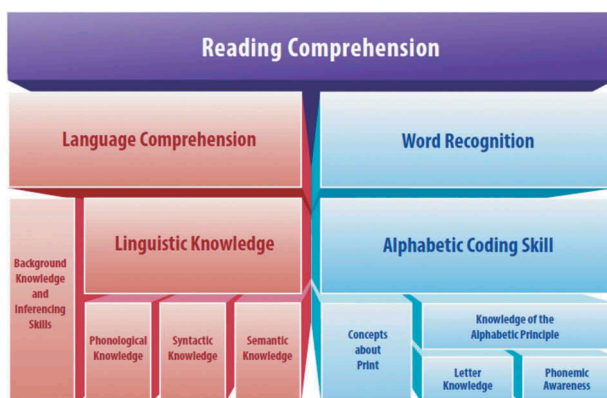 Reading Comprehension
Language Comprehension
Word Recognition
Background
Knowledge
and
Inferencing
Skills
Linguistic Knowledge
Alphabetic Coding Skill
Phonological
Knowledge
Syntactic
Knowledge
Semantic
Knowledge
Concepts
about
Print
Knowledge of the
Alphabetic Principle
Letter
Knowledge
Phonemic
Awareness